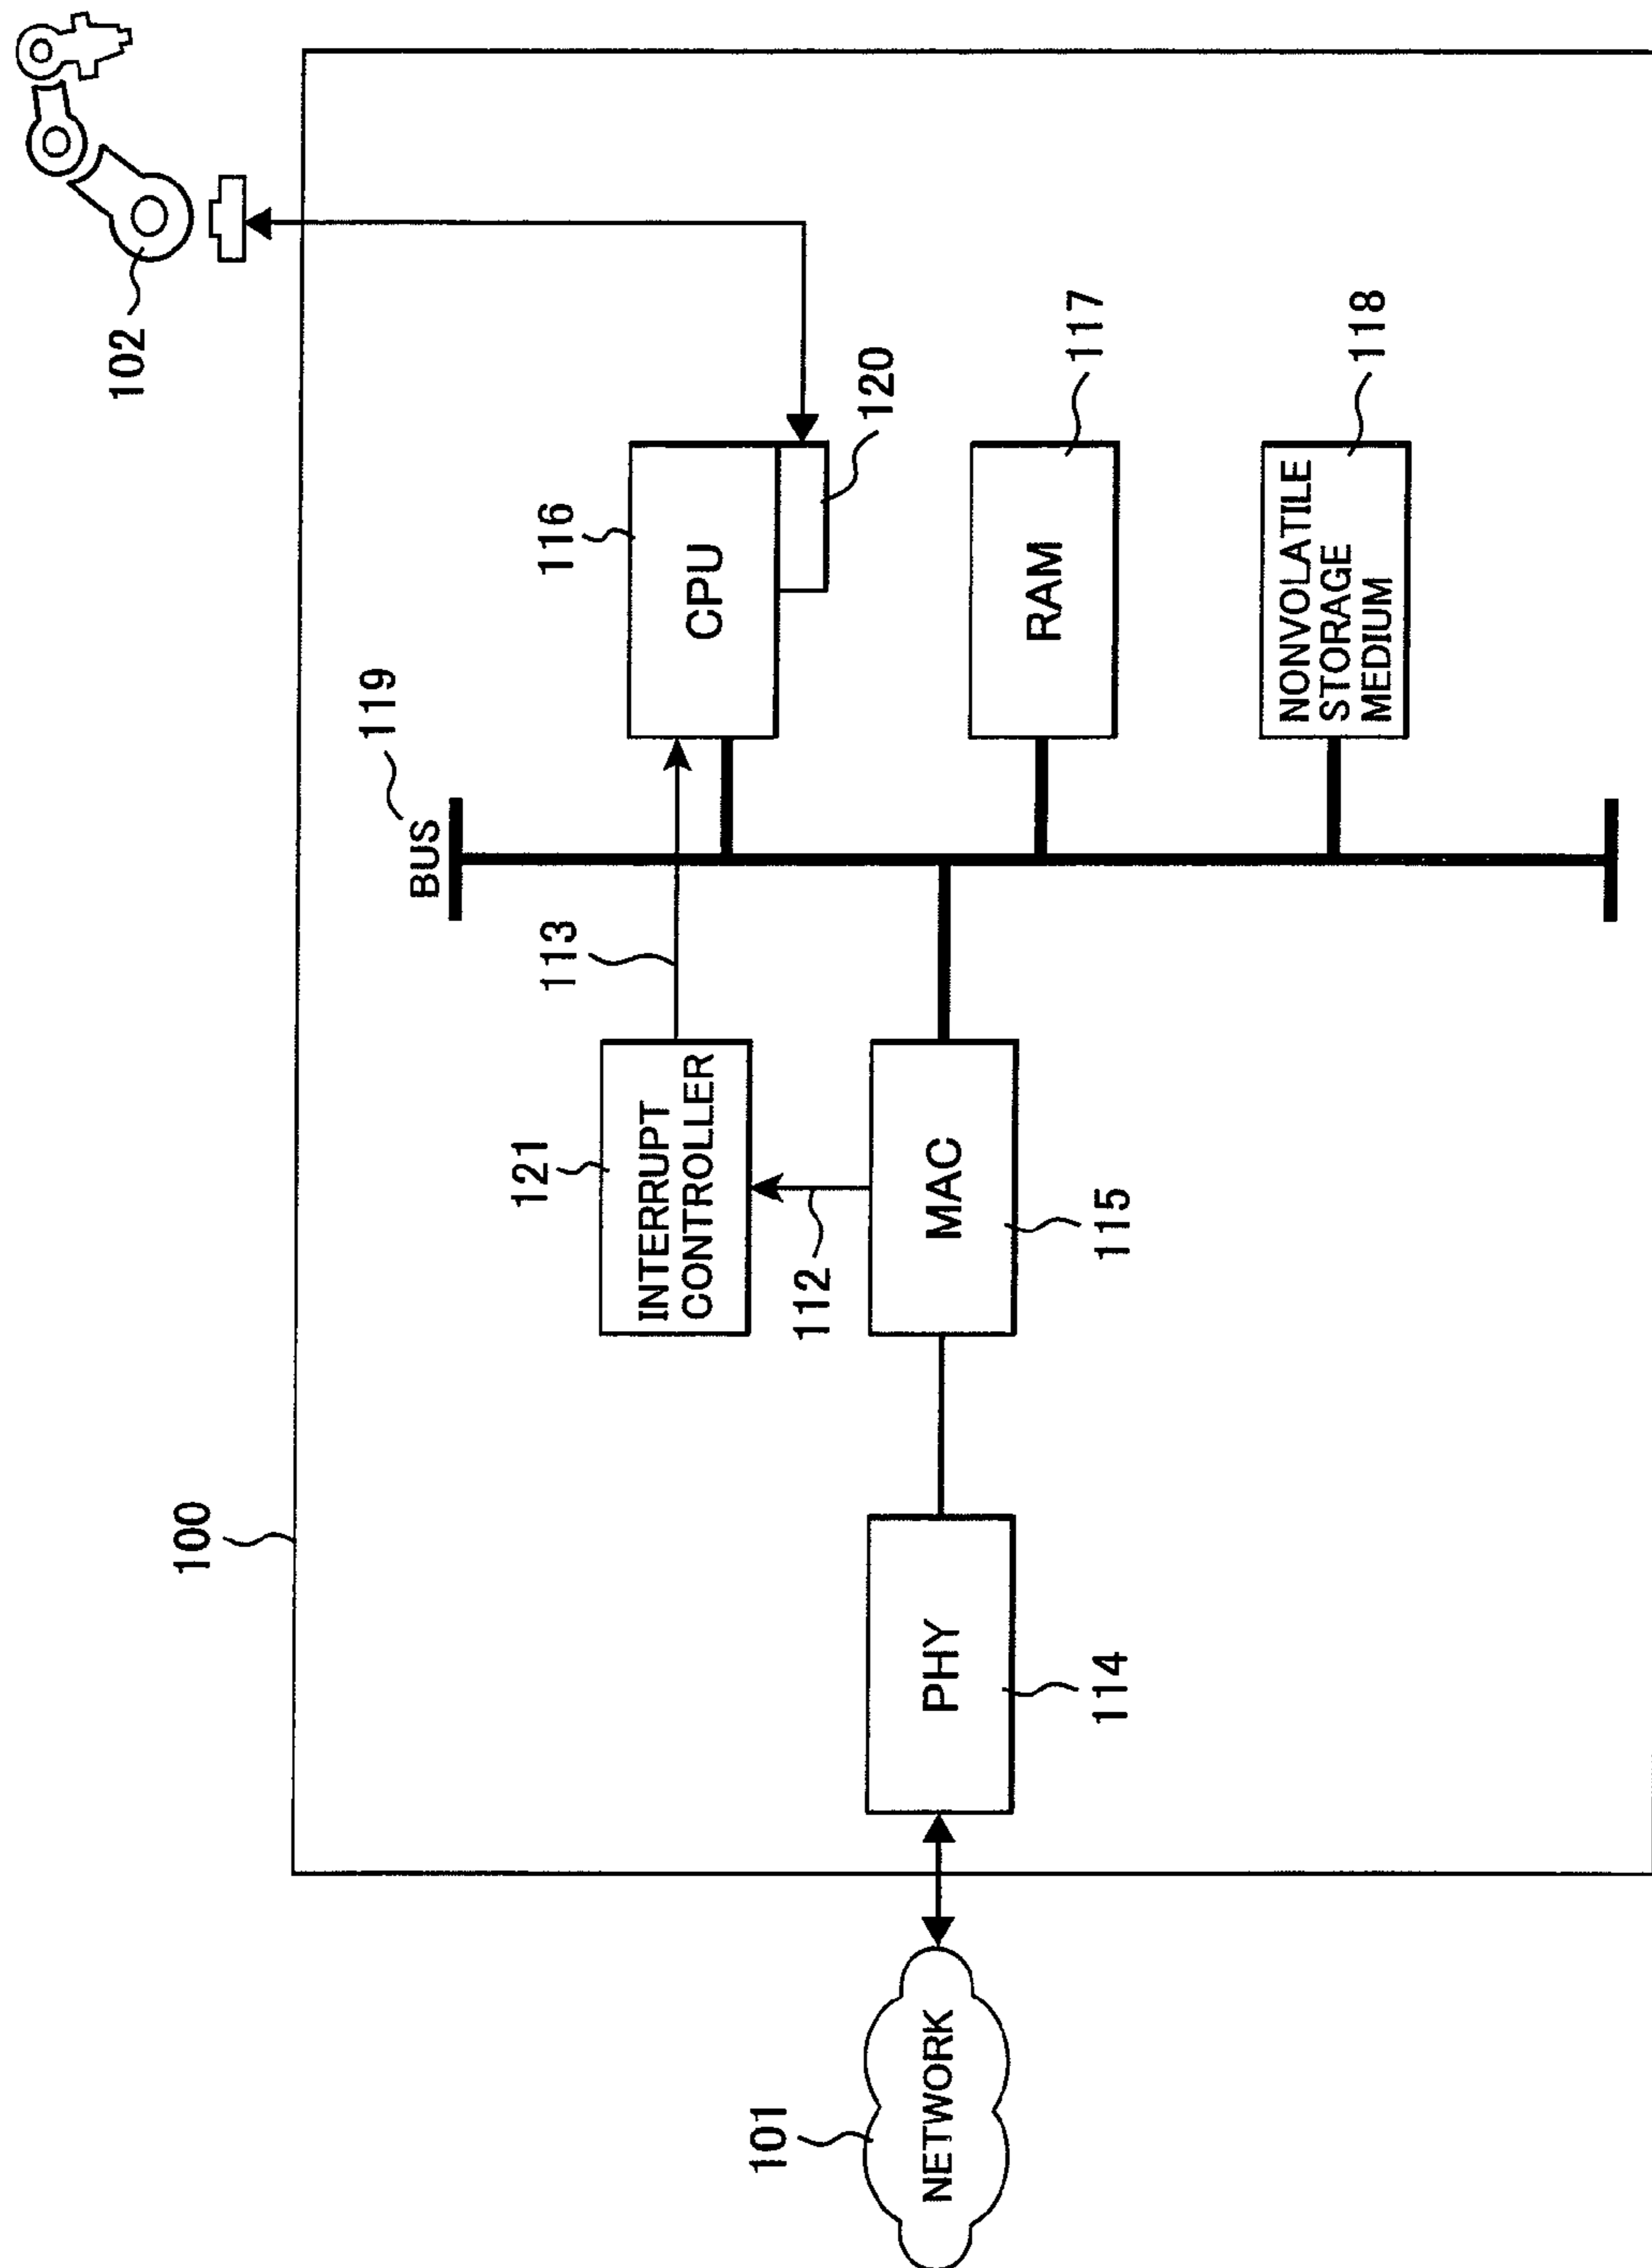 100
102
119
BUS
121
INTERRUPT
CONTROLLER
113
116
CPU
120
112
101
NETWORK
PHY
114
MAC
115
RAM
117
NONVOLATILE
STORAGE
MEDIUM
118